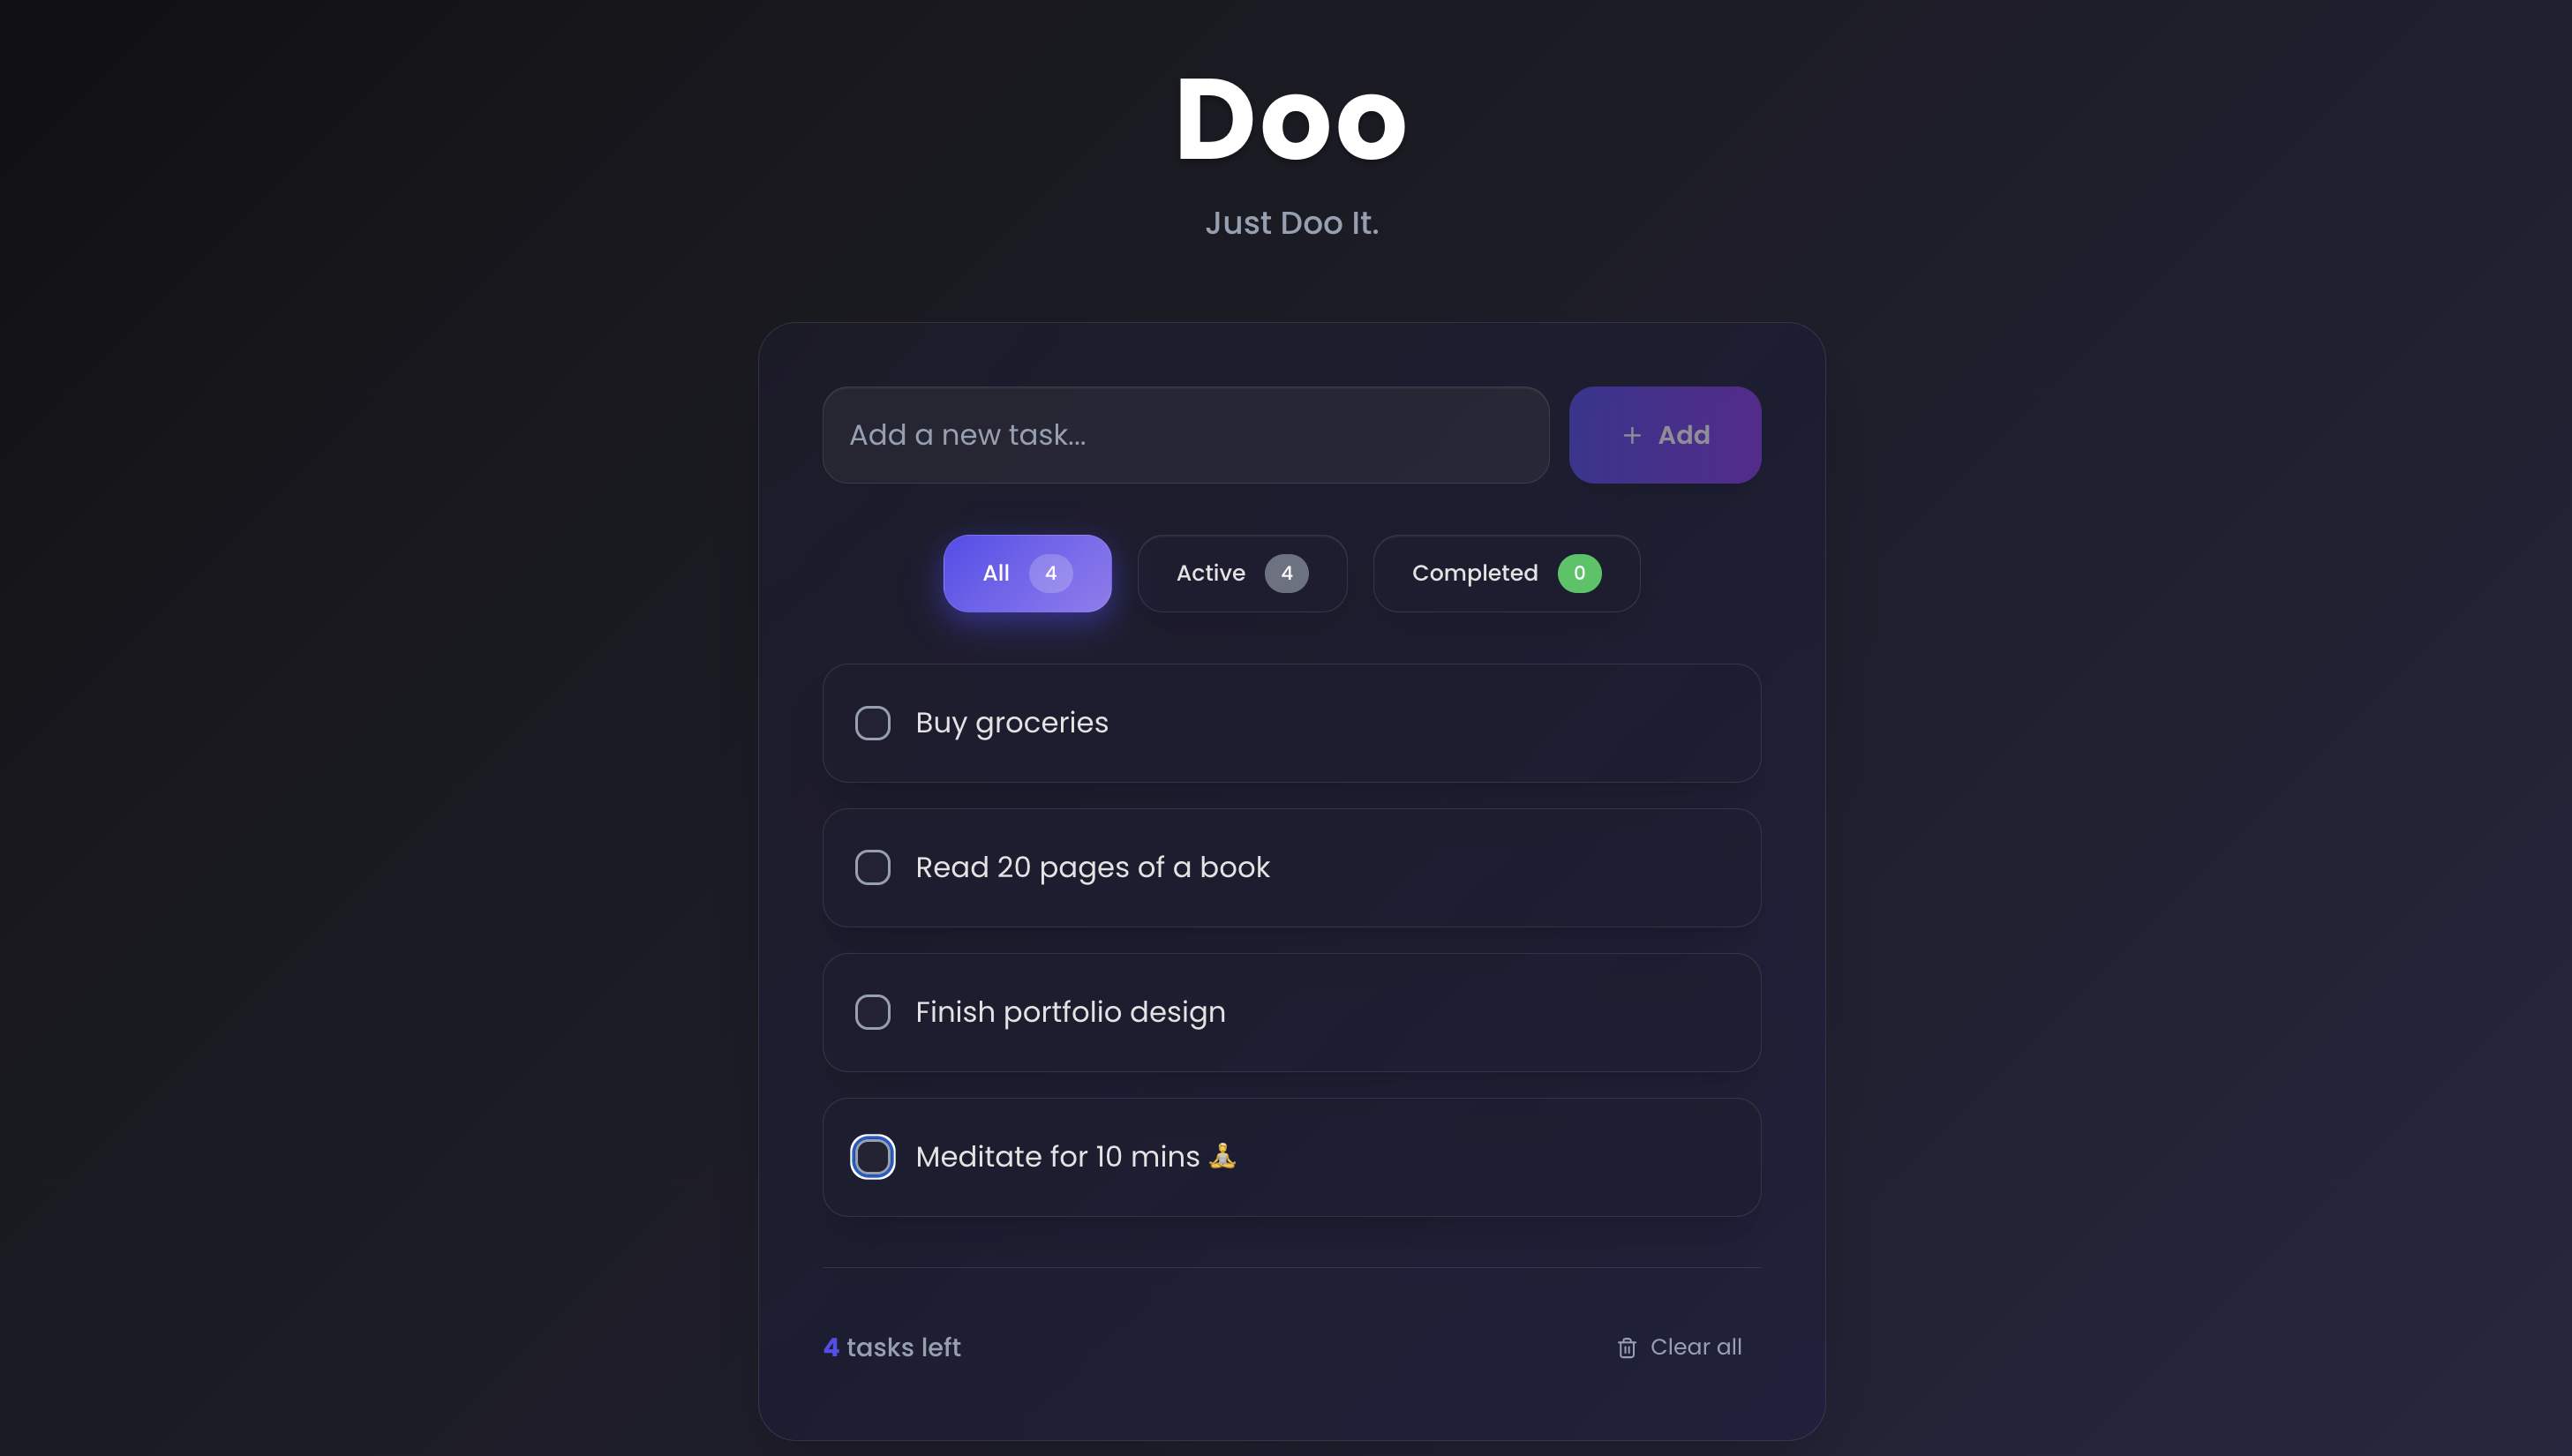 Doo
Just Doo It.
Add a new task...
+ Add
All 4
Active 4
Completed 0
Buy groceries
Read 20 pages of a book
Finish portfolio design
Meditate for 10 mins 🧘
4 tasks left
Clear all